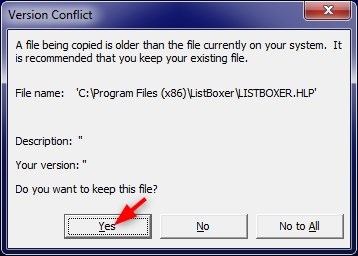 Version Conflict
A file being copied is older than the file currently on your system. It
is recommended that you keep your existing file.
File name: 'C:\Program Files (x86)\ListBoxer\LISTBOXER.HLP'
Description: ''
Your version: ''
Do you want to keep this file?
Yes No No to All